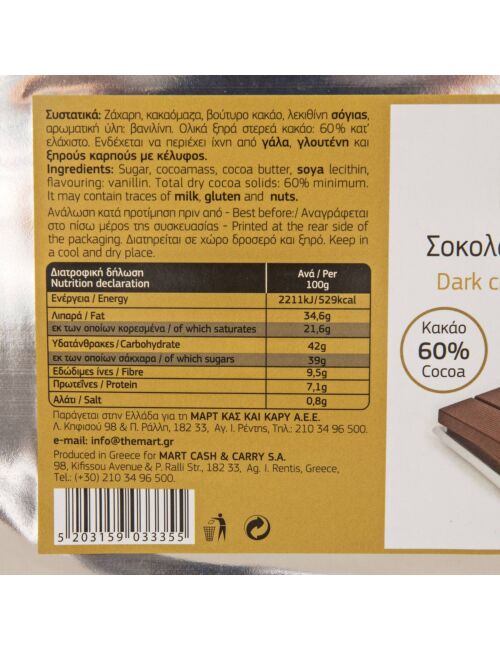 Συστατικά: Ζάχαρη, κακαόμαζα, βούτυρο κακάο, λεκιθίνη σόγιας,
αρωματική ύλη: βανιλίνη. Ολικά ξηρά στερεά κακάο: 60% κατ'
ελάχιστο. Ενδέχεται να περιέχει ίχνη από γάλα, γλουτένη και
ξηρούς καρπούς με κέλυφος.
Ingredients: Sugar, cocoamass, cocoa butter, soya lecithin,
flavouring: vanillin. Total dry cocoa solids: 60% minimum.
It may contain traces of milk, gluten and nuts.
Ανάλωση κατά προτίμηση πριν από - Best before:/ Αναγράφεται
στο πίσω μέρος της συσκευασίας - Printed at the rear side of
the packaging. Διατηρείται σε χώρο δροσερό και ξηρό. Keep in
a cool and dry place.
Διατροφική δήλωση Ανά / Per
Nutrition declaration 100g
Ενέργεια / Energy 2211kJ/529kcal
Λιπαρά / Fat 34,6g
εκ των οποίων κορεσμένα / of which saturates 21,6g
Υδατάνθρακες / Carbohydrate 42g
εκ των οποίων σάκχαρα / of which sugars 39g
Εδώδιμες ίνες / Fibre 9,5g
Πρωτεΐνες / Protein 7,1g
Αλάτι / Salt 0,8g
Παράγεται στην Ελλάδα για τη ΜΑΡΤ ΚΑΣ ΚΑΙ ΚΑΡΥ Α.Ε.Ε.
Λ. Κηφισού 98 & Π. Ράλλη, 182 33, Αγ. Ι. Ρέντης, Τηλ.: 210 34 96 500.
e-mail: info@themart.gr
Produced in Greece for MART CASH & CARRY S.A.
98, Kifissou Avenue & P. Ralli Str., 182 33, Ag. I. Rentis, Greece,
Tel.: (+30) 210 34 96 500.
5 203159 033355
Σοκολ
Dark c
Κακάο
60%
Cocoa